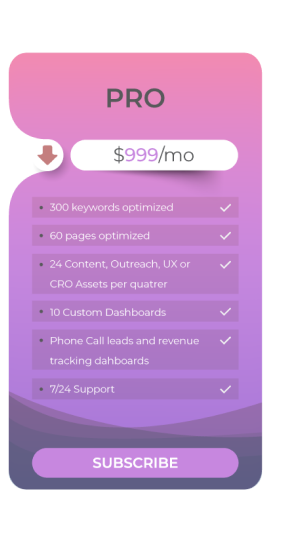 PRO
$999/mo
300 keywords optimized
60 pages optimized
24 Content, Outreach, UX or
CRO Assets per quatrer
10 Custom Dashboards
Phone Call leads and revenue
tracking dahboards
7/24 Support
SUBSCRIBE